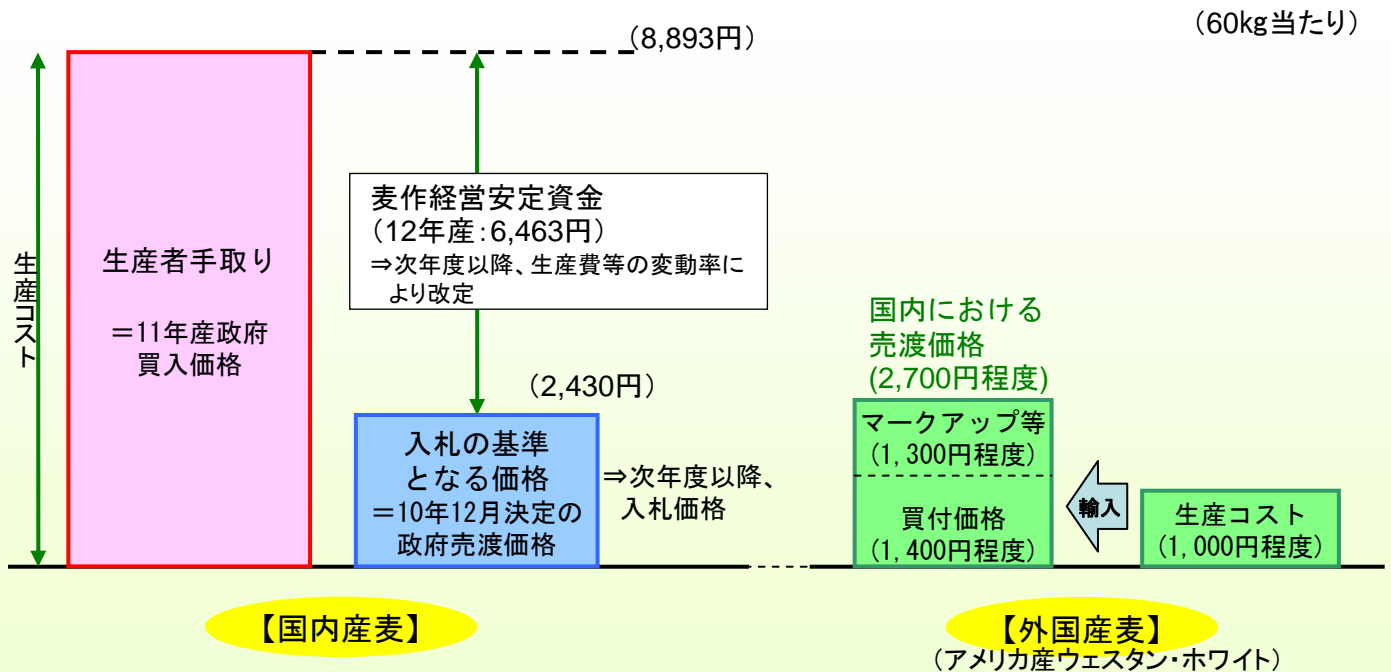 （60kg当たり）
（8,893円）
生産コスト
生産者手取り
＝11年産政府
買入価格
麦作経営安定資金
（12年産：6,463円）
⇒次年度以降、生産費等の変動率に
より改定
（2,430円）
入札の基準
となる価格
＝10年12月決定の
政府売渡価格
⇒次年度以降、
入札価格
国内における
売渡価格
(2,700円程度)
マークアップ等
（1,300円程度）
買付価格
（1,400円程度）
輸入
生産コスト
（1,000円程度）
【国内産麦】
【外国産麦】
（アメリカ産ウェスタン・ホワイト）